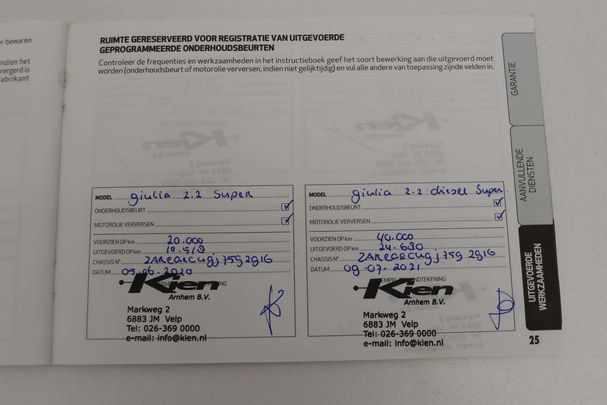 er bewaren
indien het
rergerd is
fabrikant
RUIMTE GERESERVEERD VOOR REGISTRATIE VAN UITGEVOERDE
GEPROGRAMMEERDE ONDERHOUDSBEURTEN
Controleer de frequenties en werkzaamheden in het instructieboek geef het soort bewerking aan die uitgevoerd moet
worden (onderhoudsbeurt of motorolie verversen, indien niet gelijktijdig) en vul alle andere van toepassing zijnde velden in.
MODEL giulia 2.2 Super
ONDERHOUDSBEURT
MOTOROLIE VERVERSEN
VOORZIEN OP km 20.000
UITGEVOERD OP km 10.513
CHASSIS N°
DATUM 05.06.2020
Kien
Arnhem B.V.
Markweg 2
6883 JM Velp
Tel: 026-369 0000
e-mail: info@kien.nl
MODEL giulia 2.2 diesel Super
ONDERHOUDSBEURT
MOTOROLIE VERVERSEN
VOORZIEN OP km 40.000
UITGEVOERD OP km 24.630
CHASSIS N°
DATUM 09.07.2021
Kien
Arnhem B.V.
Markweg 2
6883 JM Velp
Tel: 026-369 0000
e-mail: info@kien.nl
GARANTIE
AANVULLENDE
DIENSTEN
UITGEVOERDE
WERKZAAMHEDEN
25